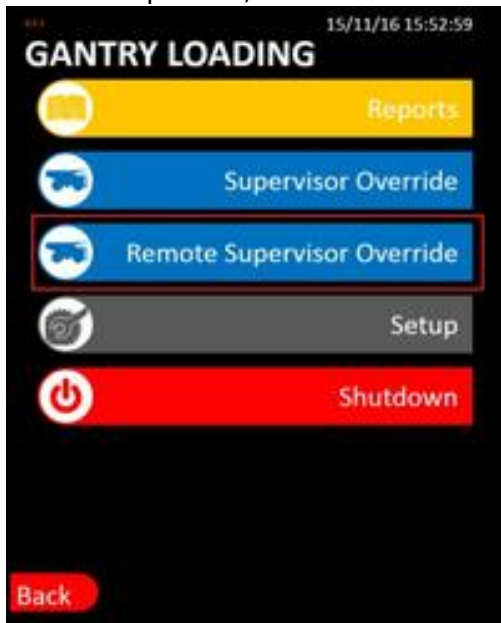 15/11/16 15:52:59
GANTRY LOADING
Reports
Supervisor Override
Remote Supervisor Override
Setup
Shutdown
Back